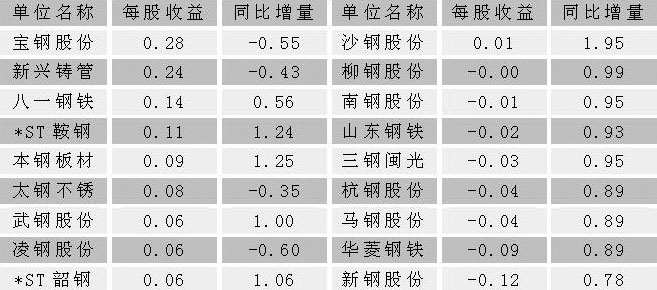 单位名称 每股收益 同比增量 单位名称 每股收益 同比增量
宝钢股份 0.28 -0.55 沙钢股份 0.01 1.95
新兴铸管 0.24 -0.43 柳钢股份 -0.00 0.99
八一钢铁 0.14 0.56 南钢股份 -0.01 0.95
*ST鞍钢 0.11 1.24 山东钢铁 -0.02 0.93
本钢板材 0.09 1.25 三钢闽光 -0.03 0.95
太钢不锈 0.08 -0.35 杭钢股份 -0.04 0.89
武钢股份 0.06 1.00 马钢股份 -0.04 0.89
凌钢股份 0.06 -0.60 华菱钢铁 -0.09 0.89
*ST韶钢 0.06 1.06 新钢股份 -0.12 0.78